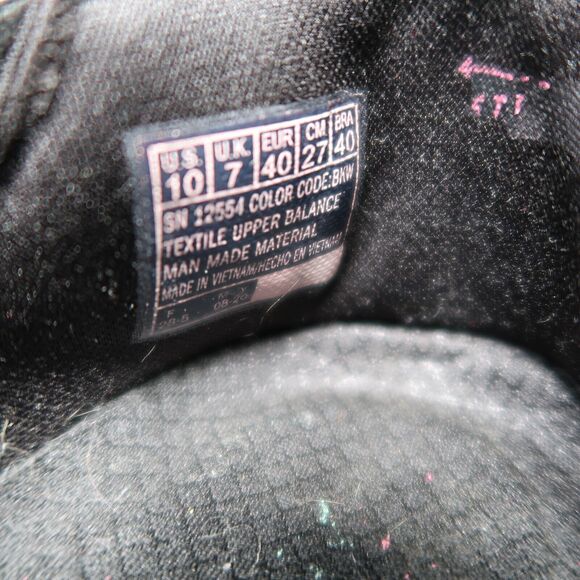 U.S. U.K. EUR CM BRA
10 7 40 27 40
SN 12554 COLOR CODE:BKW
TEXTILE UPPER BALANCE
MAN MADE MATERIAL
MADE IN VIETNAM/HECHO EN VIETNAM